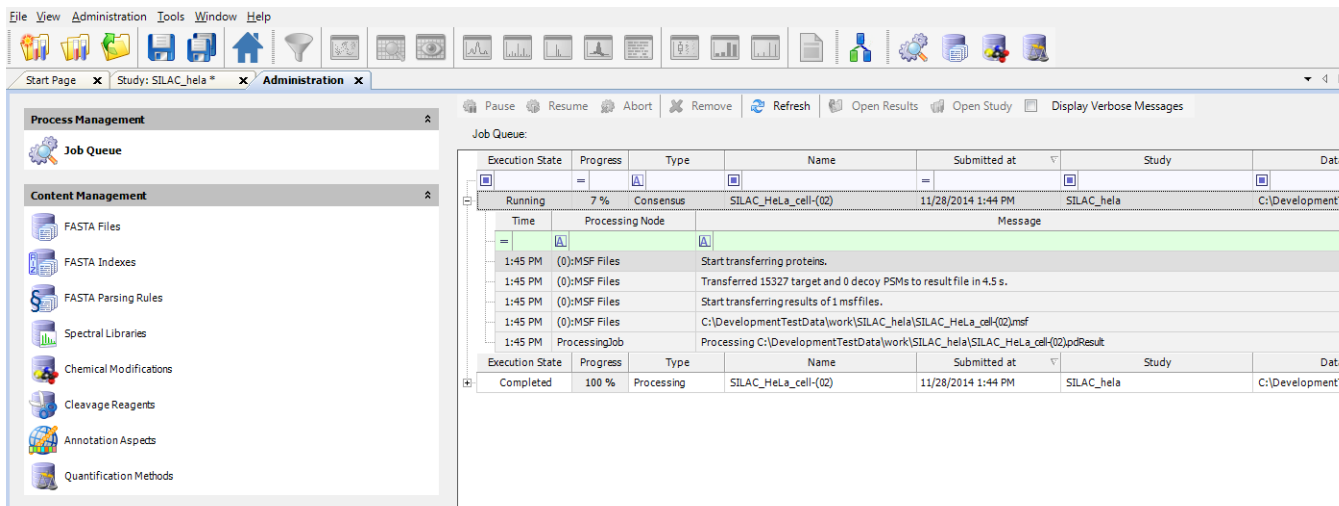 File View Administration Tools Window Help
Start Page x Study: SILAC_hela * x Administration x
Process Management
Job Queue
Content Management
FASTA Files
FASTA Indexes
FASTA Parsing Rules
Spectral Libraries
Chemical Modifications
Cleavage Reagents
Annotation Aspects
Quantification Methods
Pause Resume Abort Remove Refresh Open Results Open Study Display Verbose Messages
Job Queue:
Execution State Progress Type Name Submitted at Study Dat
= A =
Running 7 % Consensus SILAC_HeLa_cell-(02) 11/28/2014 1:44 PM SILAC_hela C:\Development
Time Processing Node Message
= A A
1:45 PM (0):MSF Files Start transferring proteins.
1:45 PM (0):MSF Files Transferred 15327 target and 0 decoy PSMs to result file in 4.5 s.
1:45 PM (0):MSF Files Start transferring results of 1 msf files.
1:45 PM (0):MSF Files C:\DevelopmentTestData\work\SILAC_hela\SILAC_HeLa_cell-(02).msf
1:45 PM ProcessingJob Processing C:\DevelopmentTestData\work\SILAC_hela\SILAC_HeLa_cell-(02).pdResult
Execution State Progress Type Name Submitted at Study Dat
Completed 100 % Processing SILAC_HeLa_cell-(02) 11/28/2014 1:44 PM SILAC_hela C:\Development